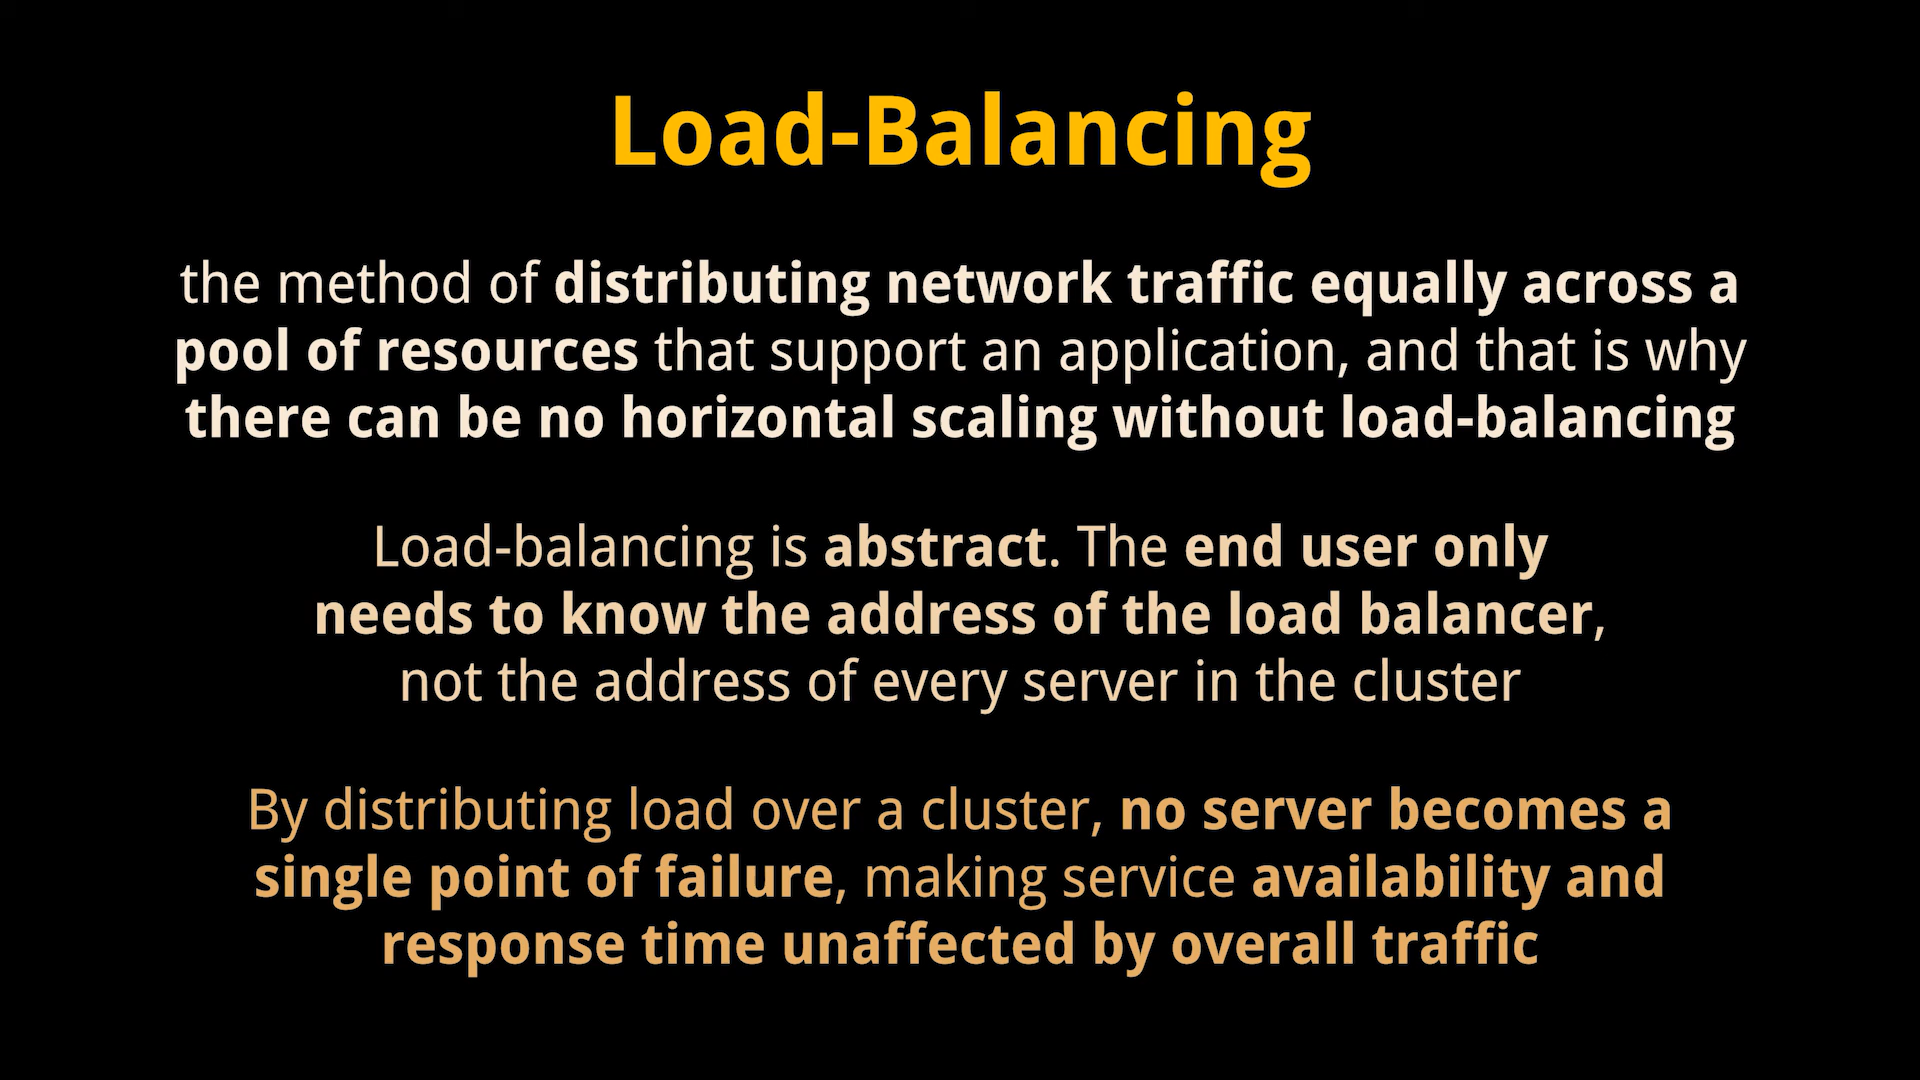 Load-Balancing
the method of distributing network traffic equally across a
pool of resources that support an application, and that is why
there can be no horizontal scaling without load-balancing
Load-balancing is abstract. The end user only
needs to know the address of the load balancer,
not the address of every server in the cluster
By distributing load over a cluster, no server becomes a
single point of failure, making service availability and
response time unaffected by overall traffic